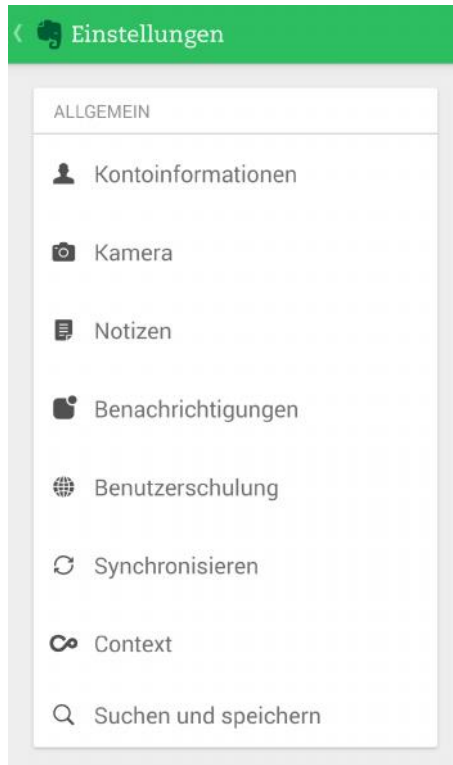 Einstellungen
ALLGEMEIN
Kontoinformationen
Kamera
Notizen
Benachrichtigungen
Benutzerschulung
Synchronisieren
Context
Suchen und speichern